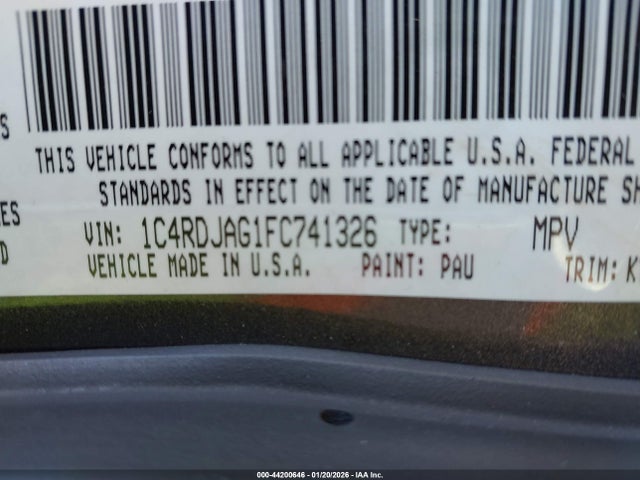 S
THIS VEHICLE CONFORMS TO ALL APPLICABLE U.S.A. FEDERAL
STANDARDS IN EFFECT ON THE DATE OF MANUFACTURE SH
ES
VIN: 1C4RDJAG1FC741326 TYPE: MPV
D
VEHICLE MADE IN U.S.A. PAINT: PAU TRIM: K
000-44200646 - 01/20/2026 - IAA Inc.